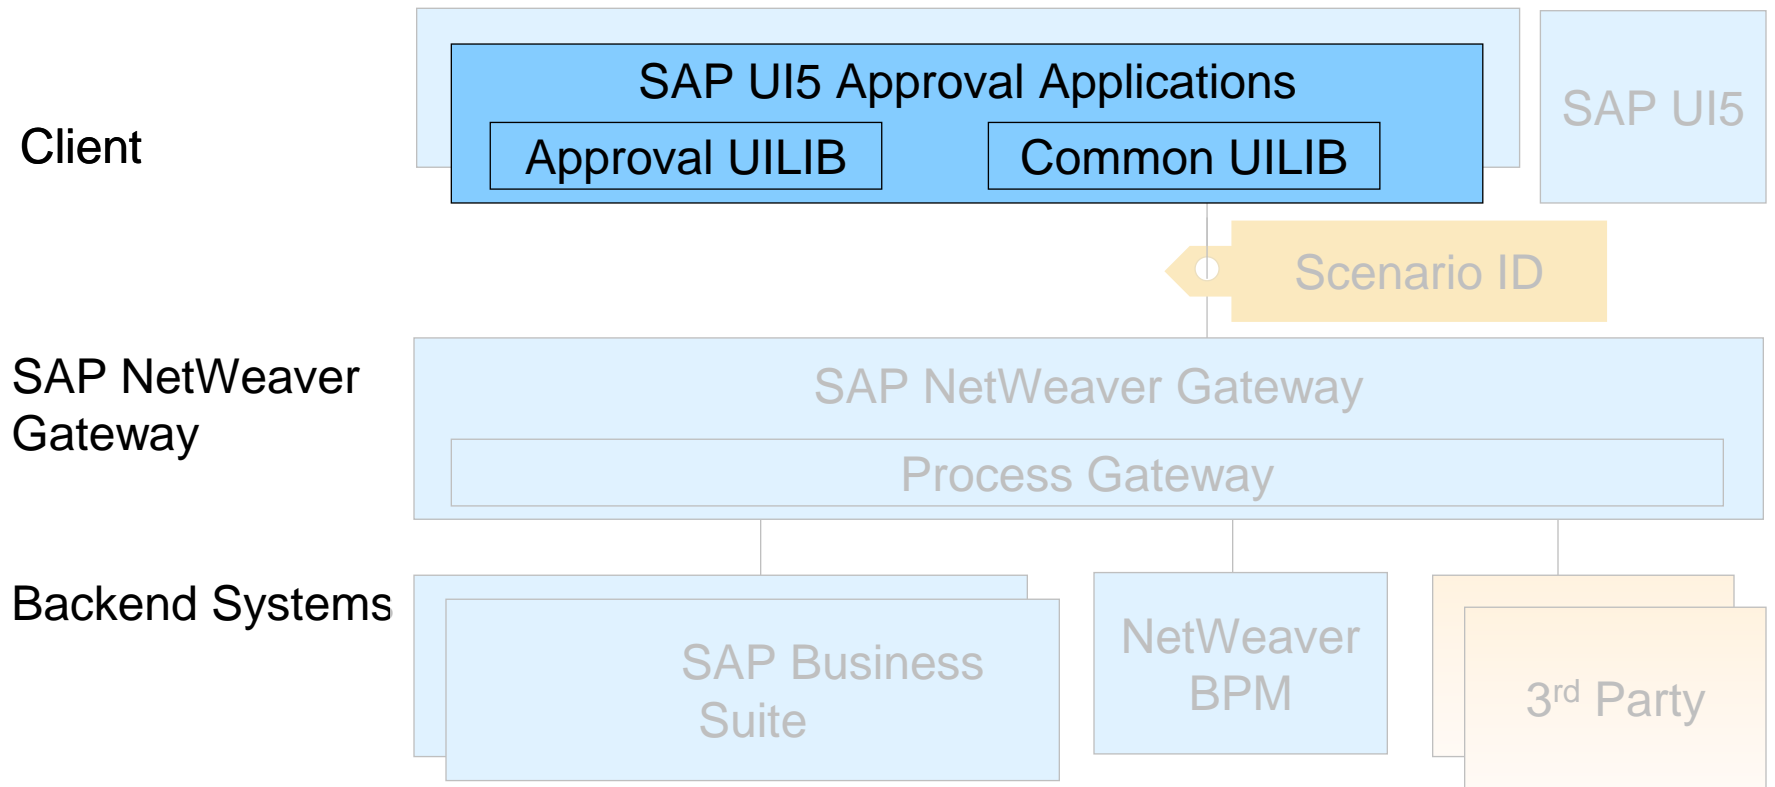 SAP UI5 Approval Applications
SAP UI5
Client
Approval UILIB
Common UILIB
Scenario ID
SAP NetWeaver
Gateway
SAP NetWeaver Gateway
Process Gateway
Backend Systems
SAP Business
Suite
NetWeaver
BPM
3rd Party